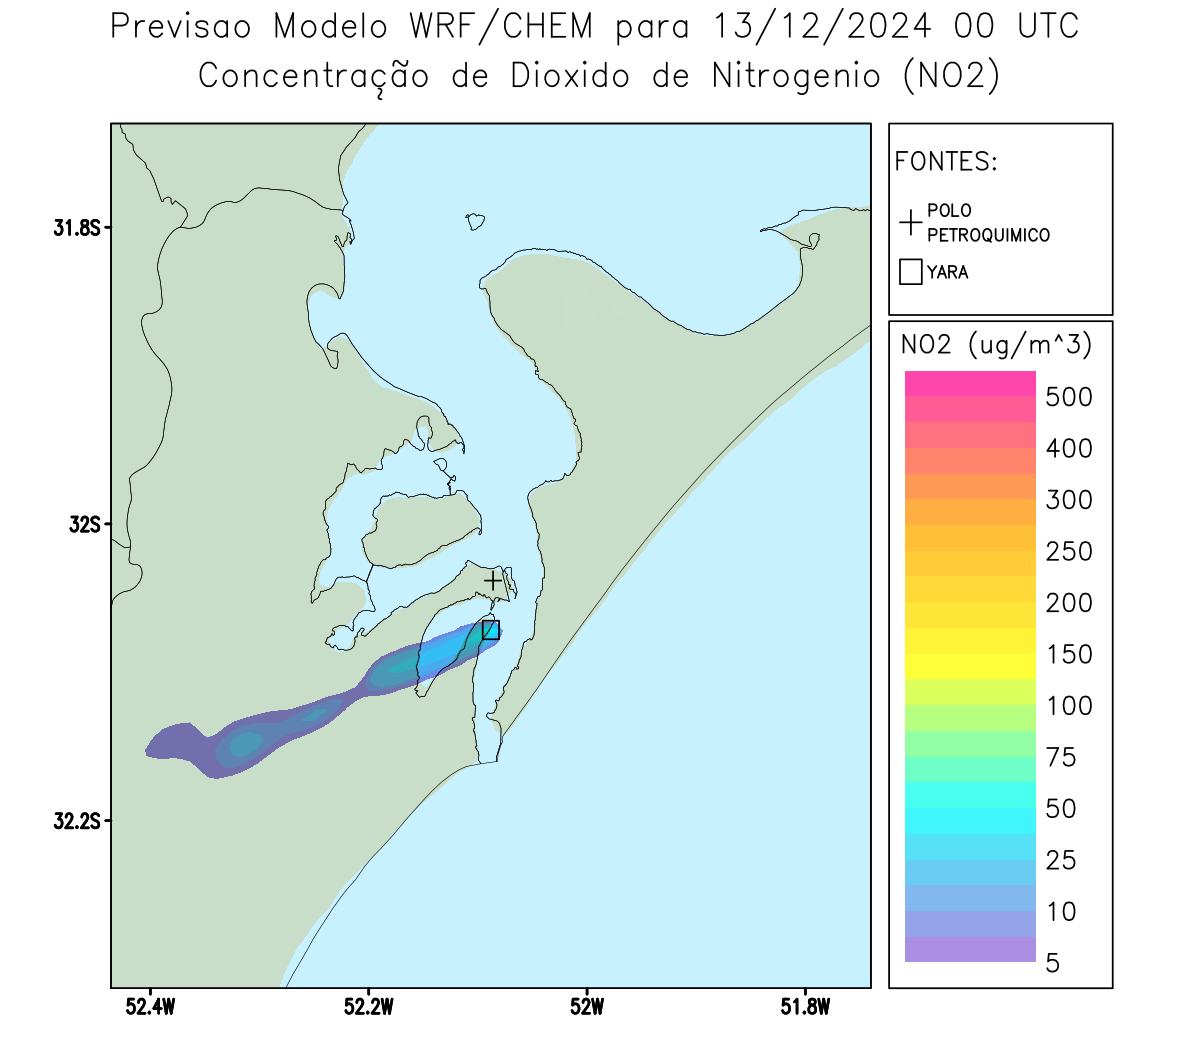 Previsao Modelo WRF/CHEM para 13/12/2024 00 UTC
Concentração de Dioxido de Nitrogenio (NO2)
FONTES:
POLO
PETROQUIMICO
YARA
31.8S
32S
32.2S
52.4W
52.2W
52W
51.8W
NO2 (ug/m^3)
500
400
300
250
200
150
100
75
50
25
10
5